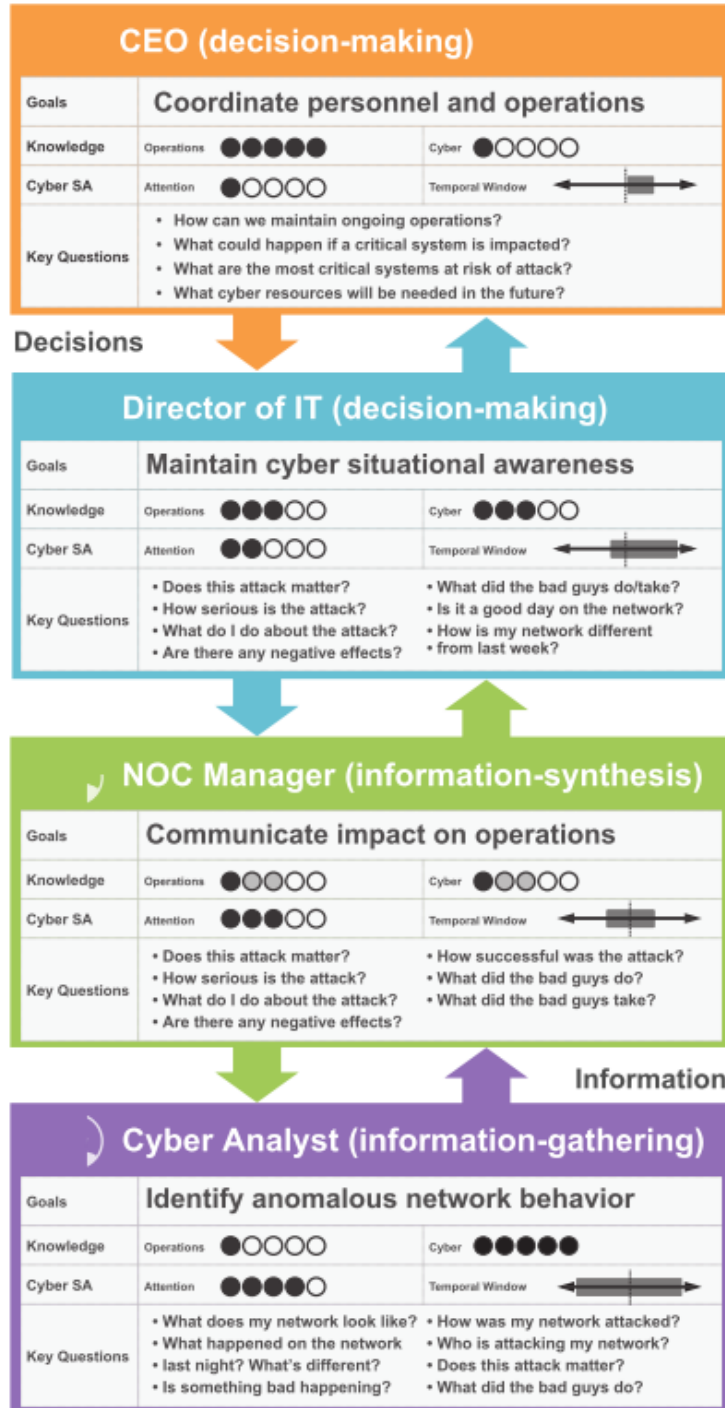 CEO (decision-making)
Goals Coordinate personnel and operations
Knowledge Operations Cyber
Cyber SA Attention Temporal Window
Key Questions
• How can we maintain ongoing operations?
• What could happen if a critical system is impacted?
• What are the most critical systems at risk of attack?
• What cyber resources will be needed in the future?
Decisions
Director of IT (decision-making)
Goals Maintain cyber situational awareness
Knowledge Operations Cyber
Cyber SA Attention Temporal Window
Key Questions
• Does this attack matter?
• How serious is the attack?
• What do I do about the attack?
• Are there any negative effects?
• What did the bad guys do/take?
• Is it a good day on the network?
• How is my network different
• from last week?
NOC Manager (information-synthesis)
Goals Communicate impact on operations
Knowledge Operations Cyber
Cyber SA Attention Temporal Window
Key Questions
• Does this attack matter?
• How serious is the attack?
• What do I do about the attack?
• Are there any negative effects?
• How successful was the attack?
• What did the bad guys do?
• What did the bad guys take?
Information
Cyber Analyst (information-gathering)
Goals Identify anomalous network behavior
Knowledge Operations Cyber
Cyber SA Attention Temporal Window
Key Questions
• What does my network look like?
• What happened on the network
• last night? What's different?
• Is something bad happening?
• How was my network attacked?
• Who is attacking my network?
• Does this attack matter?
• What did the bad guys do?